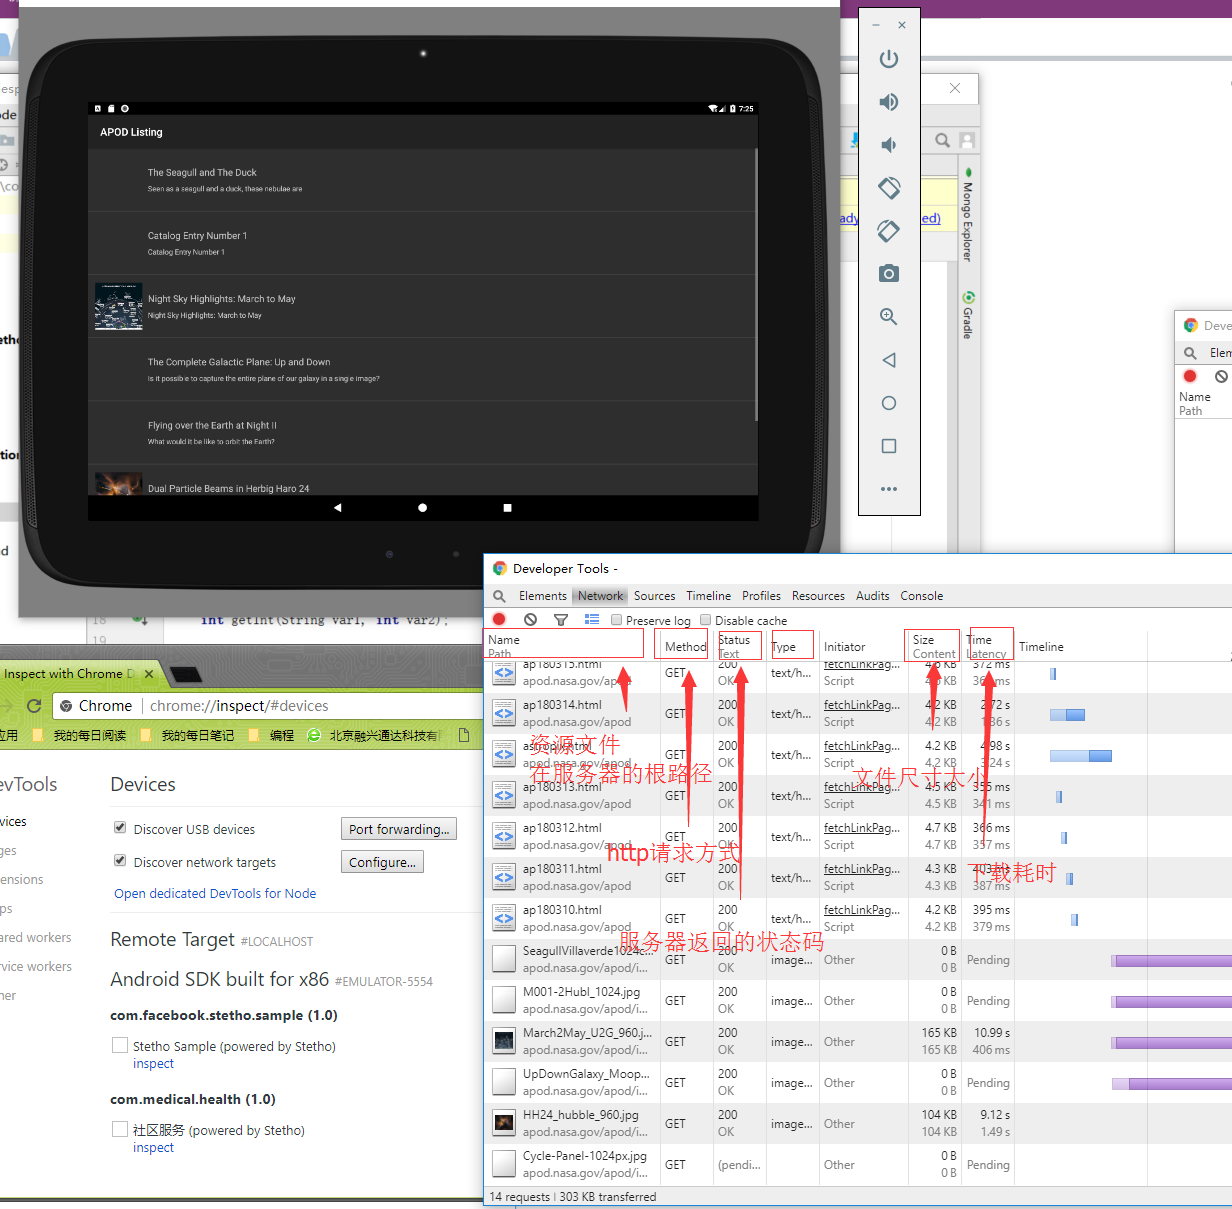 7:25
APOD Listing
The Seagull and The Duck
Seen as a seagull and a duck, these nebulae are
Catalog Entry Number 1
Catalog Entry Number 1
Night Sky Highlights: March to May
Night Sky Highlights: March to May
The Complete Galactic Plane: Up and Down
Is it possible to capture the entire plane of our galaxy in a single image?
Flying over the Earth at Night II
What would it be like to orbit the Earth?
Dual Particle Beams in Herbig Haro 24
Mongo Explorer
Gradle
ed)
Name
Path
18 int getInt(String var1, int var2);
19
Inspect with Chrome D
Chrome | chrome://inspect/#devices
应用 我的每日阅读 我的每日笔记 编程 北京融兴通达科技有
evTools
Devices
vices
Discover USB devices Port forwarding...
Discover network targets Configure...
Open dedicated DevTools for Node
Remote Target #LOCALHOST
Android SDK built for x86 #EMULATOR-5554
com.facebook.stetho.sample (1.0)
Stetho Sample (powered by Stetho)
inspect
com.medical.health (1.0)
社区服务 (powered by Stetho)
inspect
ges
ensions
ps
ared workers
rvice workers
her
Developer Tools -
Elements Network Sources Timeline Profiles Resources Audits Console
Preserve log Disable cache
Name Method Status Type Initiator Size Time Timeline
Path Text Content Latency
ap180315.html GET 200 text/h... fetchLinkPag... 4.6 KB 372 ms
apod.nasa.gov/apod OK Script
ap180314.html GET 200 text/h... fetchLinkPag... 4.2 KB 2.72 s
apod.nasa.gov/apod OK Script 4.2 KB 1.36 s
astropix.html GET 200 text/h... fetchLinkPag... 4.2 KB 4.98 s
apod.nasa.gov/apod OK Script 4.2 KB 3.24 s
ap180313.html GET 200 text/h... fetchLinkPag... 4.5 KB 355 ms
apod.nasa.gov/apod OK Script 4.5 KB 341 ms
ap180312.html GET 200 text/h... fetchLinkPag... 4.7 KB 366 ms
apod.nasa.gov/apod OK Script 4.7 KB 357 ms
ap180311.html GET 200 text/h... fetchLinkPag... 4.3 KB 403 ms
apod.nasa.gov/apod OK Script 4.3 KB 387 ms
ap180310.html GET 200 text/h... fetchLinkPag... 4.2 KB 395 ms
apod.nasa.gov/apod OK Script 4.2 KB 379 ms
SeagullVillaverde1024c... GET 200 image... Other 0 B Pending
apod.nasa.gov/apod/i... OK 0 B
M001-2Hubl_1024.jpg GET 200 image... Other 0 B Pending
apod.nasa.gov/apod/i... OK 0 B
March2May_U2G_960.j... GET 200 image... Other 165 KB 10.99 s
apod.nasa.gov/apod/i... OK 165 KB 406 ms
UpDownGalaxy_Moop... GET 200 image... Other 0 B Pending
apod.nasa.gov/apod/i... OK 0 B
HH24_hubble_960.jpg GET 200 image... Other 104 KB 9.12 s
apod.nasa.gov/apod/i... OK 104 KB 1.49 s
Cycle-Panel-1024px.jpg GET (pendi... Other 0 B Pending
apod.nasa.gov/apod/i... 0 B
14 requests | 303 KB transferred
资源文件
在服务器的根路径
http请求方式
服务器返回的状态码
文件尺寸大小
下载耗时